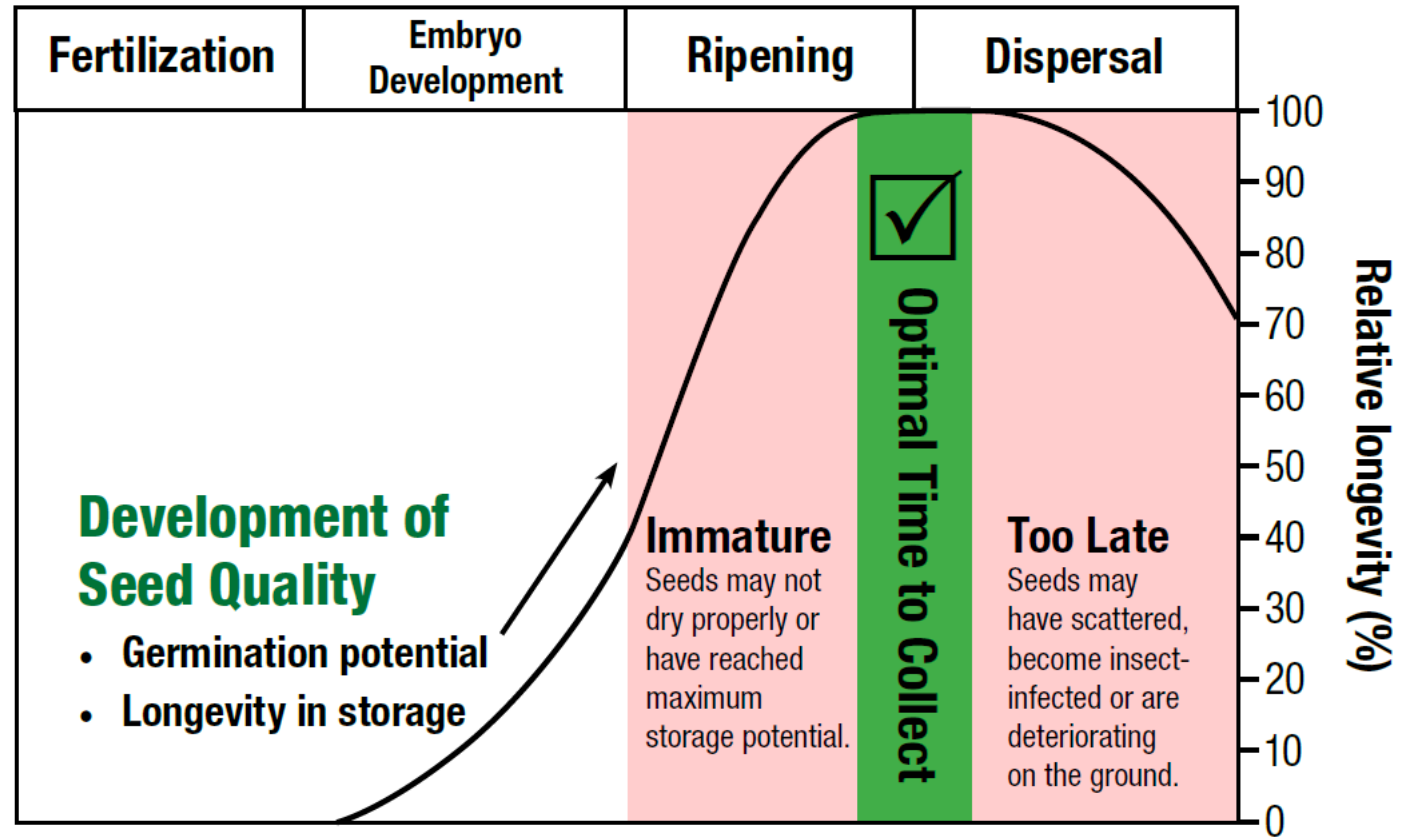 Fertilization
Embryo
Development
Ripening
Dispersal
100
90
80
70
60
50
40
30
20
10
0
Relative longevity (%)
Development of
Seed Quality
• Germination potential
• Longevity in storage
Immature
Seeds may not
dry properly or
have reached
maximum
storage potential.
Optimal Time to Collect
Too Late
Seeds may
have scattered,
become insect-
infected or are
deteriorating
on the ground.